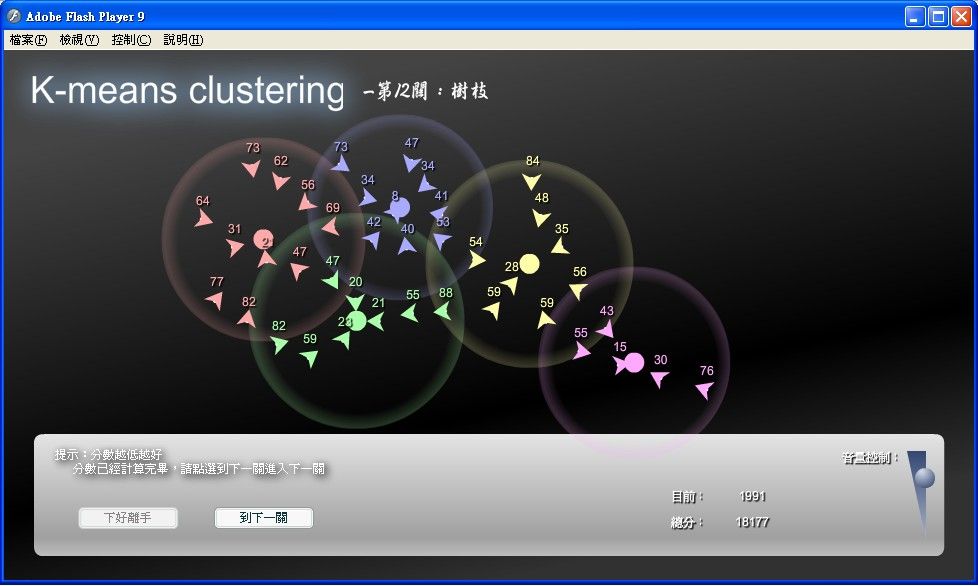 Adobe Flash Player 9
檔案(F) 檢視(V) 控制(C) 說明(H)
K-means clustering －第12關：樹枝
73 62 56 64 69 31 21 47 77 82
73 47 34 34 8 41 42 40 53
84 48 35 54 28 56 59 59
47 20 21 55 88 23 82 59
43 55 15 30 76
提示：分數越低越好
分數已經計算完畢，請點選到下一關進入下一關
音量控制：
下好離手 到下一關
目前： 1991
總分： 18177